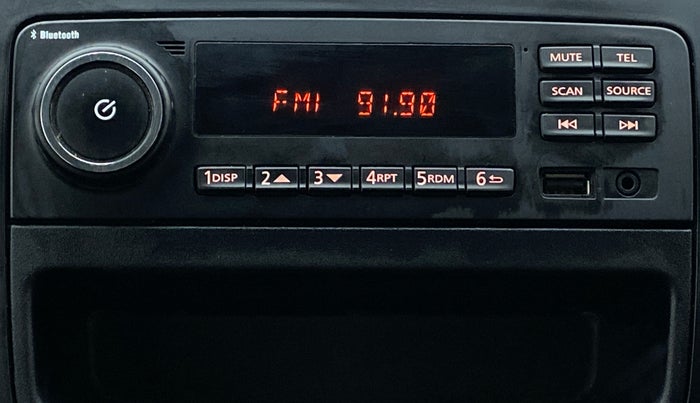 Bluetooth
FM1 91.90
MUTE TEL
SCAN SOURCE
1DISP 2 3 4RPT 5RDM 6